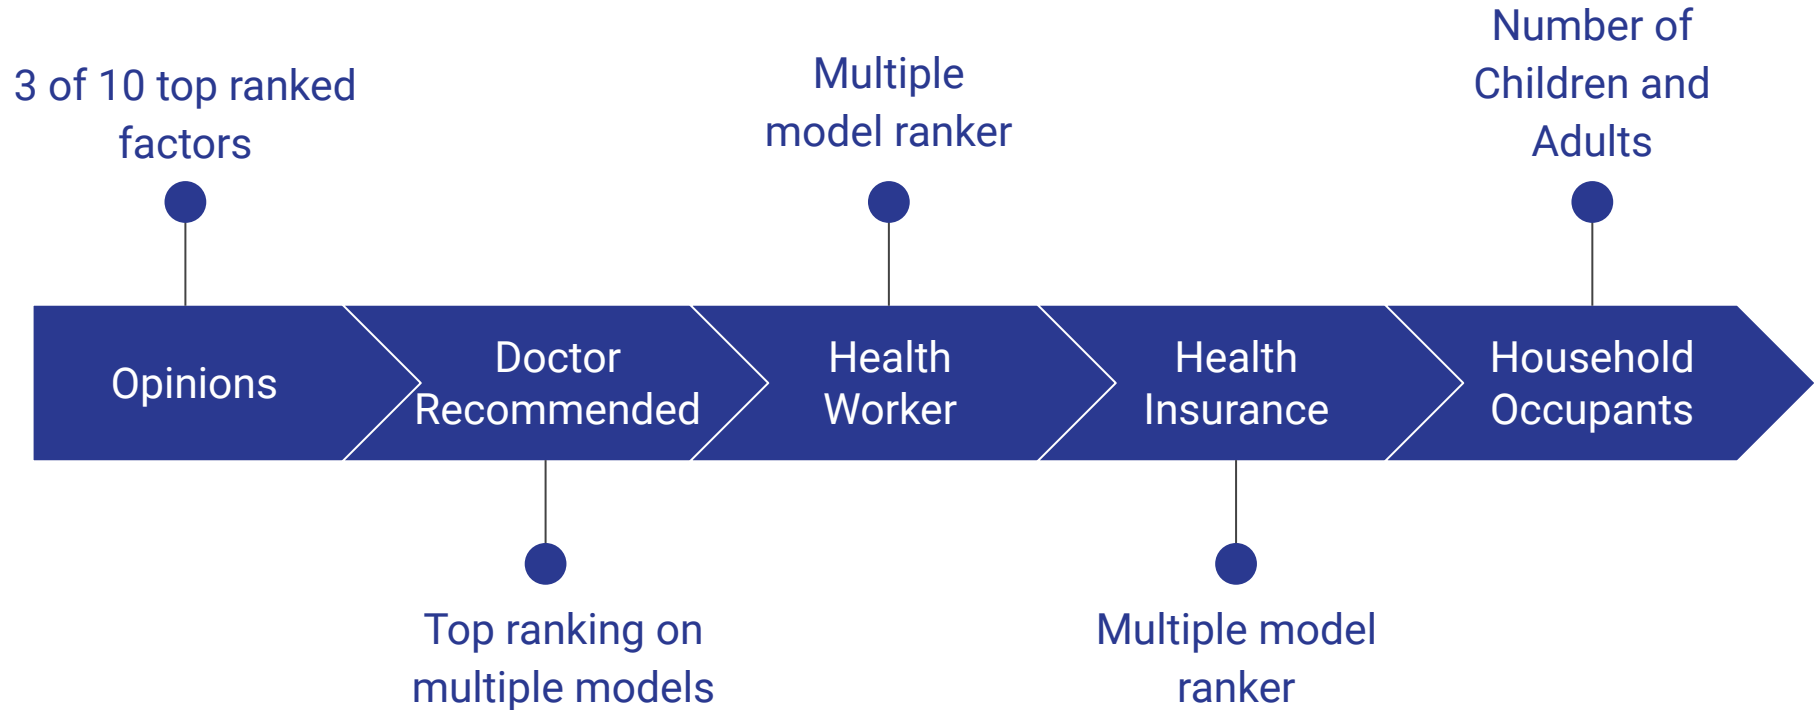 3 of 10 top ranked
factors
Multiple
model ranker
Number of
Children and
Adults
Opinions
Doctor
Recommended
Health
Worker
Health
Insurance
Household
Occupants
Top ranking on
multiple models
Multiple model
ranker